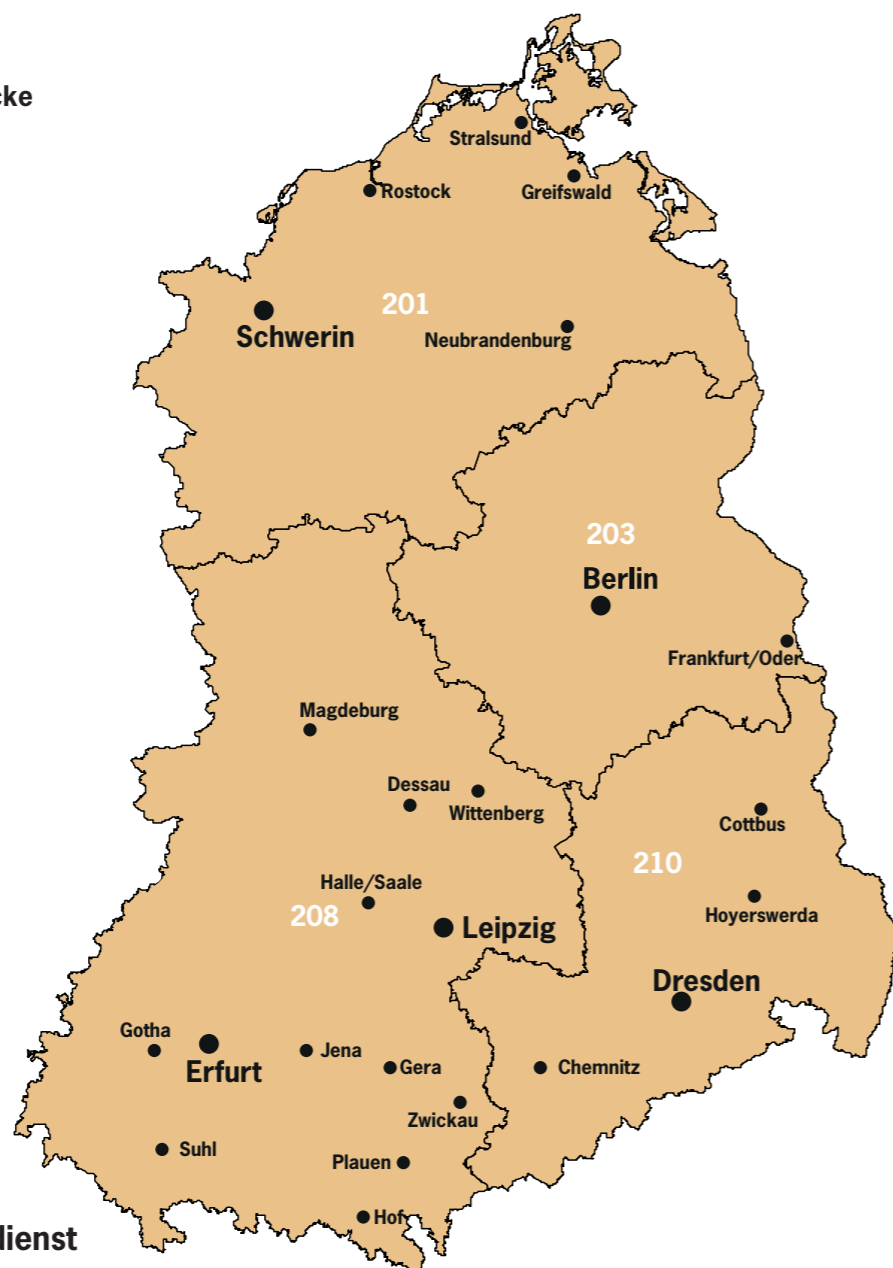 cke
Stralsund
Rostock
Greifswald
201
Schwerin
Neubrandenburg
203
Berlin
Frankfurt/Oder
Magdeburg
Dessau
Wittenberg
Cottbus
210
Halle/Saale
208
Hoyerswerda
Leipzig
Dresden
Gotha
Jena
Erfurt
Gera
Chemnitz
Zwickau
Suhl
Plauen
Hof
dienst